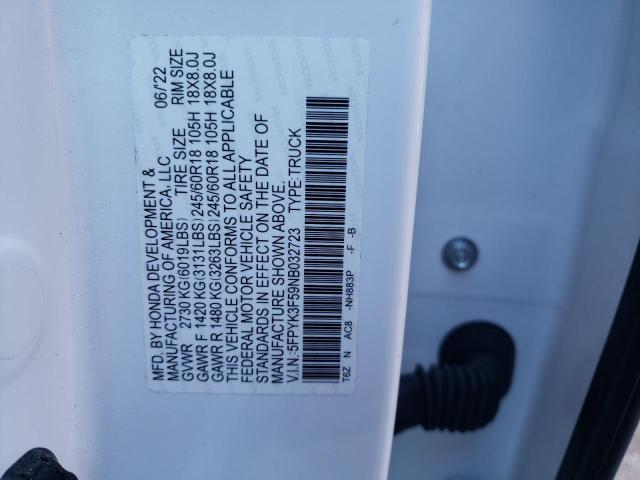 MFD. BY HONDA DEVELOPMENT & 06/22
MANUFACTURING OF AMERICA, LLC
GVWR 2730 KG(6019LBS) TIRE SIZE RIM SIZE
GAWR F 1420 KG(3131LBS) 245/60R18 105H 18X8.0J
GAWR R 1480 KG(3263LBS) 245/60R18 105H 18X8.0J
THIS VEHICLE CONFORMS TO ALL APPLICABLE
FEDERAL MOTOR VEHICLE SAFETY
STANDARDS IN EFFECT ON THE DATE OF
MANUFACTURE SHOWN ABOVE.
V.I.N.: 5FPYK3F59NB032723 TYPE:TRUCK
T6Z N AC8 -NH883P -F -B